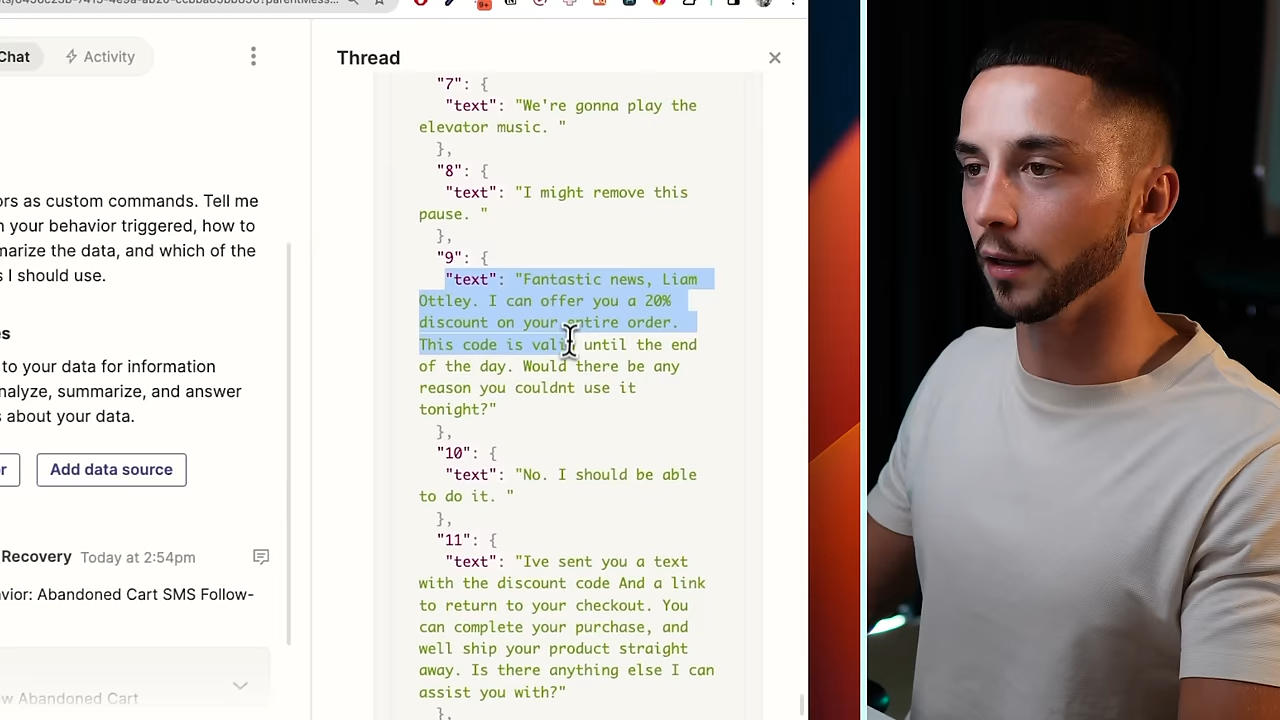 9+
Chat
Activity
ors as custom commands. Tell me
n your behavior triggered, how to
marize the data, and which of the
s I should use.
es
to your data for information
nalyze, summarize, and answer
s about your data.
or
Add data source
Recovery Today at 2:54pm
vior: Abandoned Cart SMS Follow-
w Abandoned Cart
Thread
"7": {
"text": "We're gonna play the
elevator music. "
},
"8": {
"text": "I might remove this
pause. "
},
"9": {
"text": "Fantastic news, Liam
Ottley. I can offer you a 20%
discount on your entire order.
This code is valid until the end
of the day. Would there be any
reason you couldnt use it
tonight?"
},
"10": {
"text": "No. I should be able
to do it. "
},
"11": {
"text": "Ive sent you a text
with the discount code And a link
to return to your checkout. You
can complete your purchase, and
well ship your product straight
away. Is there anything else I can
assist you with?"
},